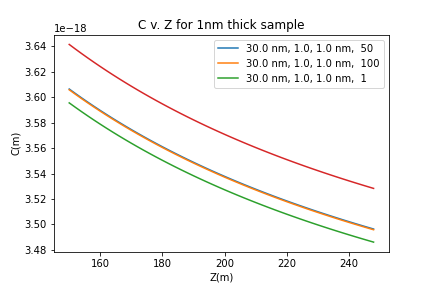 C v. Z for 1nm thick sample
1e−18
3.64
3.62
3.60
3.58
3.56
3.54
3.52
3.50
3.48
C(m)
30.0 nm, 1.0, 1.0 nm,  50
30.0 nm, 1.0, 1.0 nm,  100
30.0 nm, 1.0, 1.0 nm,  1
160 180 200 220 240
Z(m)